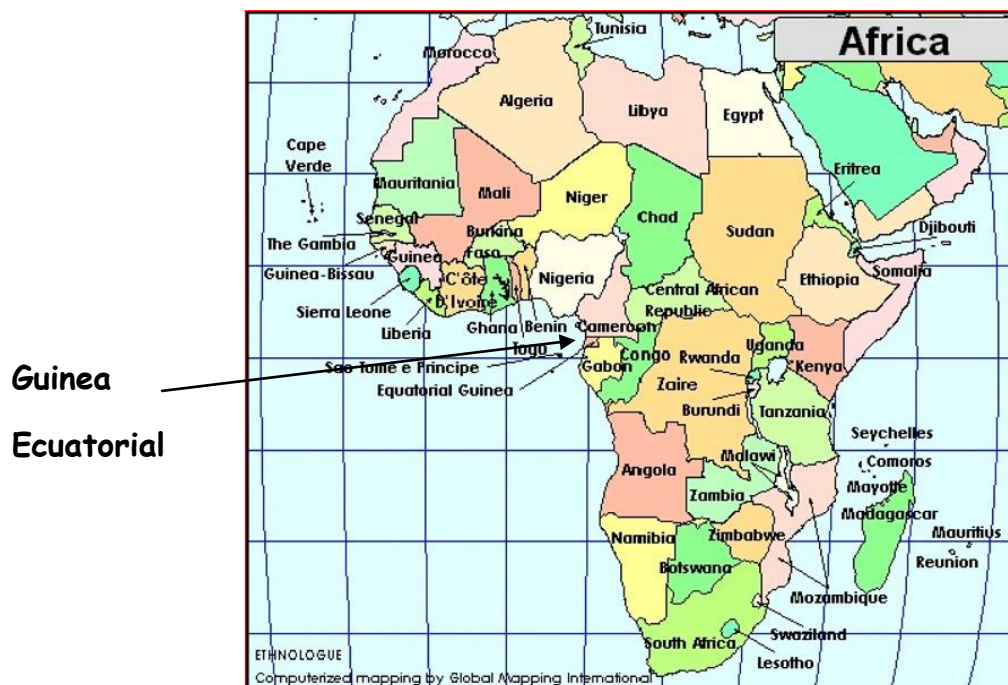 Africa
Tunisia
Morocco
Algeria
Libya
Egypt
Cape
Verde
Mauritania
Mali
Niger
Chad
Sudan
Eritrea
Djibouti
Senegal
The Gambia
Guinea-Bissau
Guinea
Burkina
Faso
Sierra Leone
Liberia
C'ôte
D'Ivoire
Ghana
Togo
Benin
Nigeria
Cameroon
Central African
Republic
Ethiopia
Somalia
Sao Tome e Principe
Equatorial Guinea
Gabon
Congo
Rwanda
Zaire
Burundi
Uganda
Kenya
Tanzania
Guinea
Ecuatorial
Seychelles
Comoros
Mayotte
Madagascar
Mauritius
Reunion
Angola
Malawi
Zambia
Namibia
Zimbabwe
Botswana
Mozambique
Swaziland
South Africa
Lesotho
ETHNOLOGUE
Computerized mapping by Global Mapping International